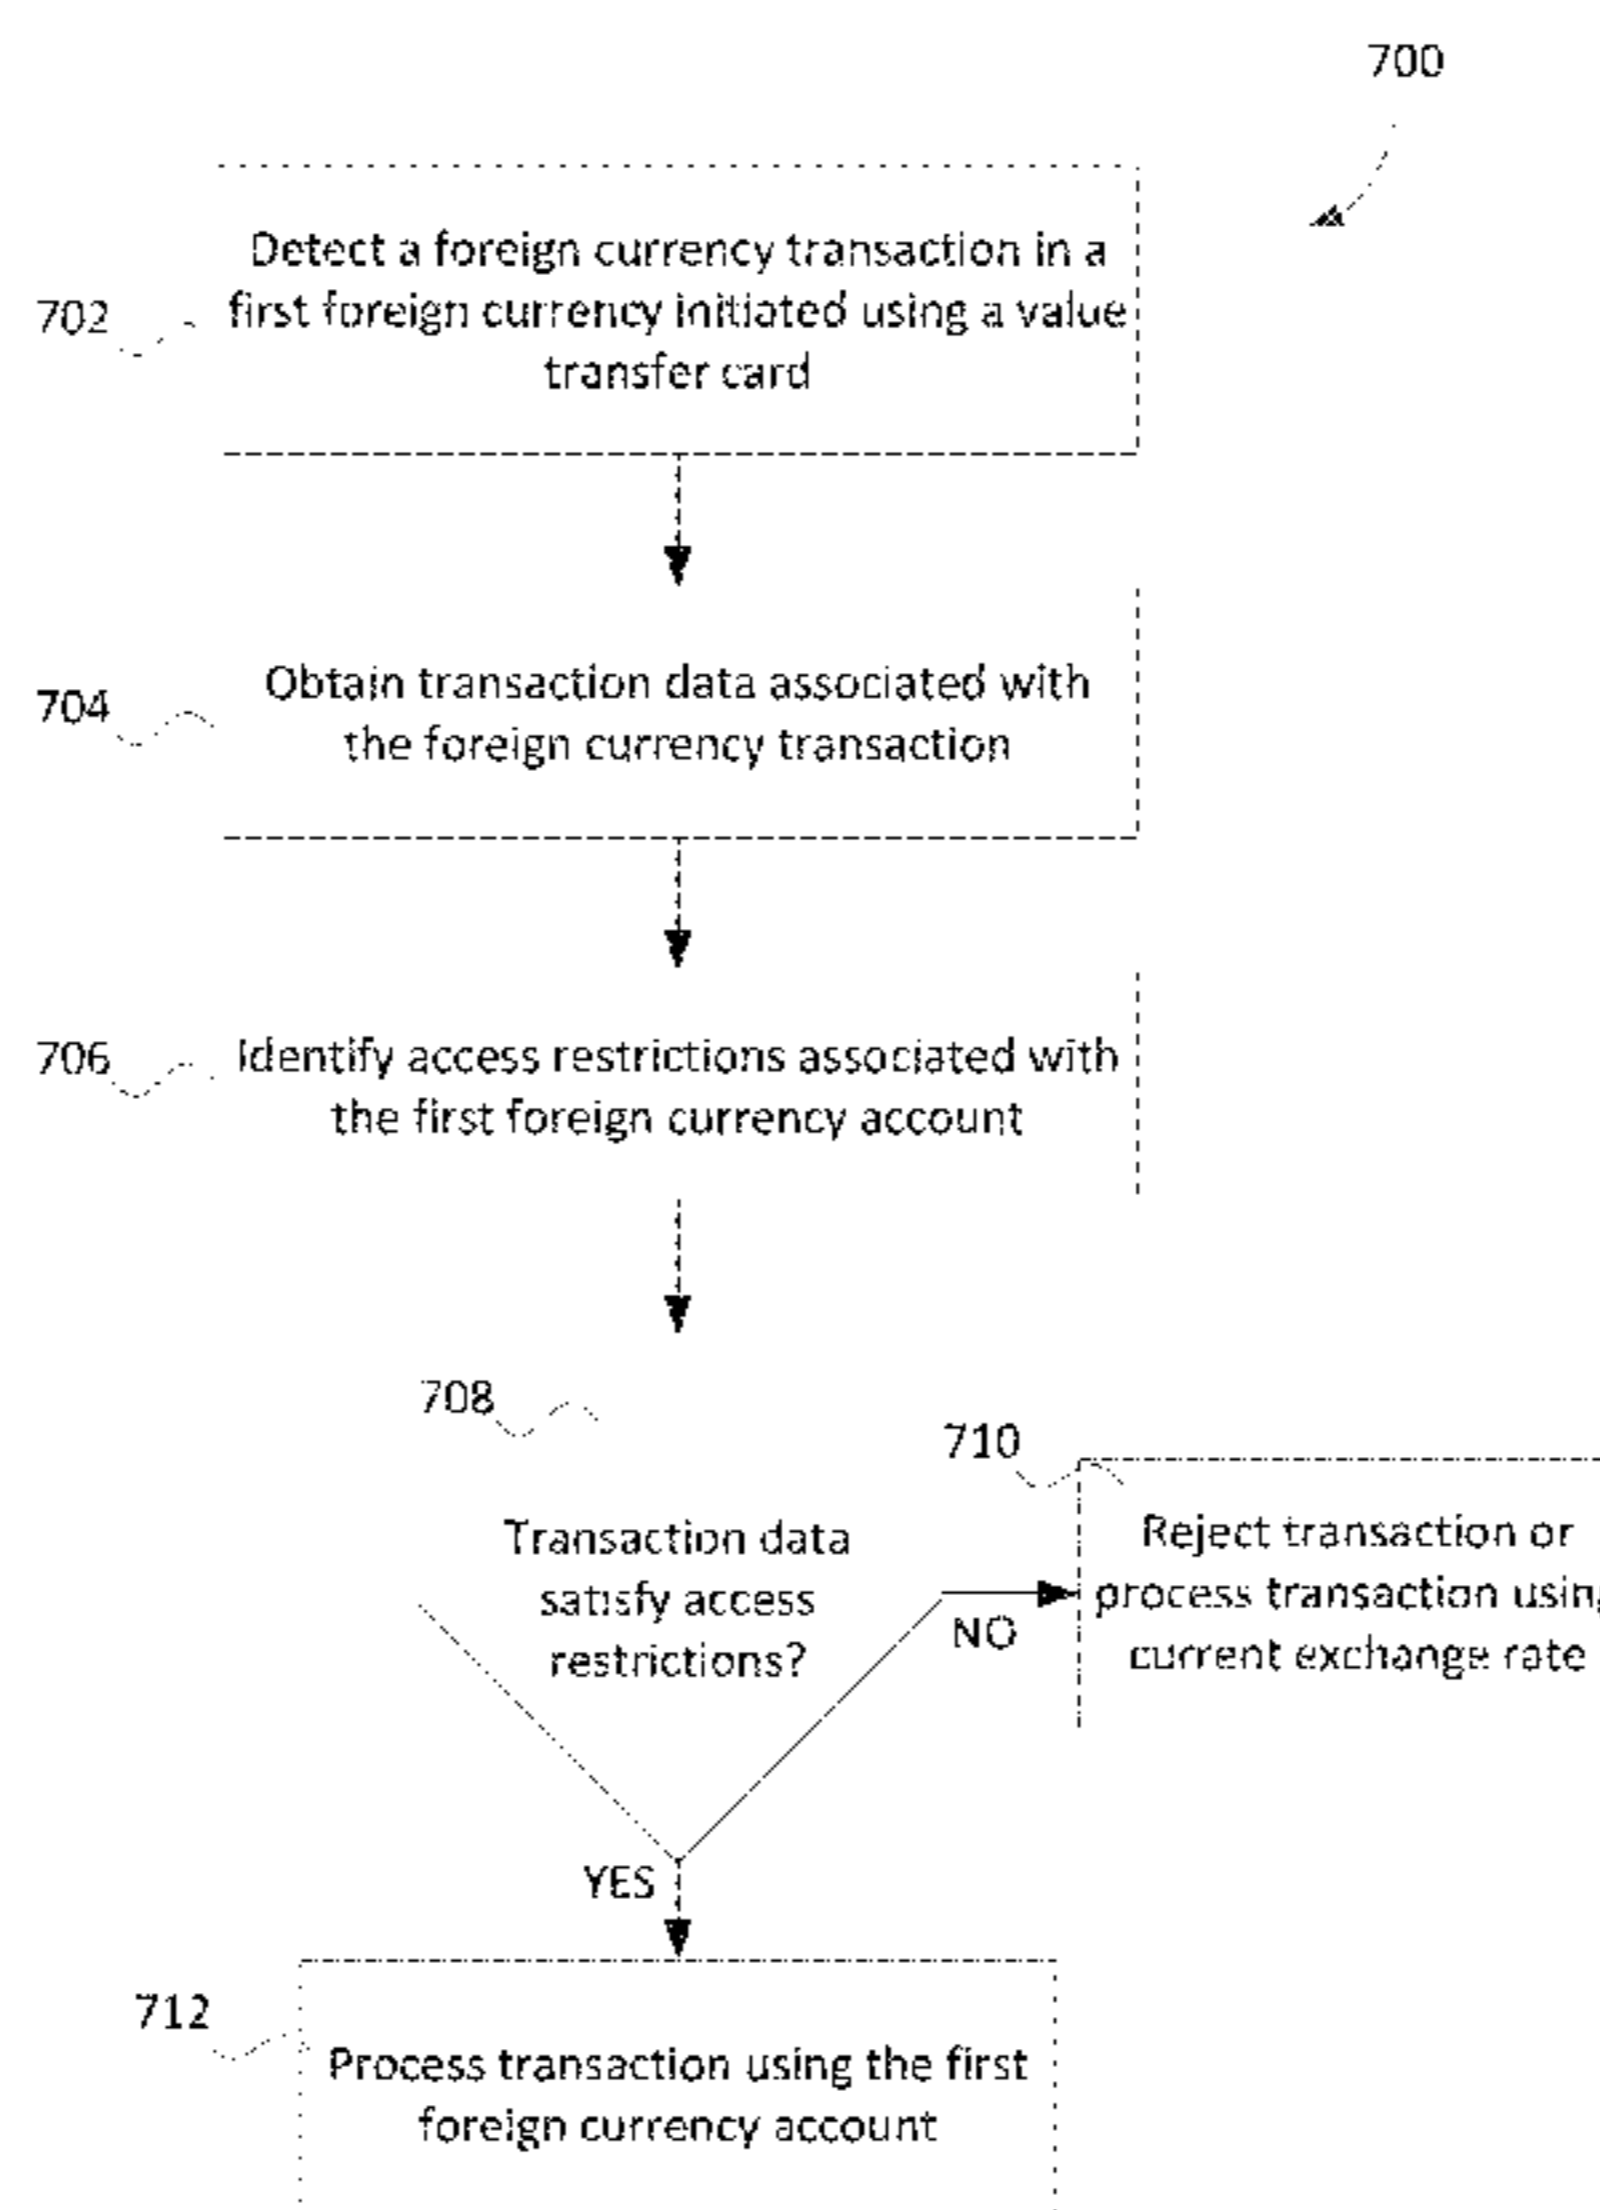 700
702
Detect a foreign currency transaction in a
first foreign currency initiated using a value
transfer card
704
Obtain transaction data associated with
the foreign currency transaction
706
Identify access restrictions associated with
the first foreign currency account
708
Transaction data
satisfy access
restrictions?
NO
710
Reject transaction or
process transaction using
current exchange rate
YES
712
Process transaction using the first
foreign currency account